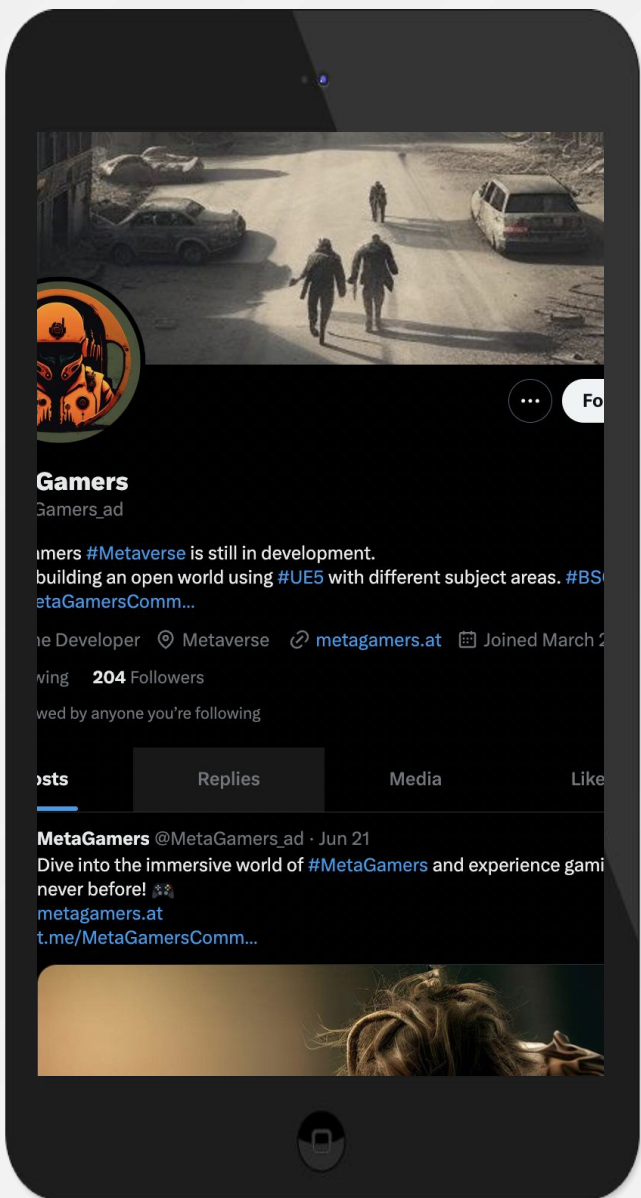 Fo
Gamers
Gamers_ad
amers #Metaverse is still in development.
building an open world using #UE5 with different subject areas. #BS
etaGamersComm...
e Developer Metaverse metagamers.at Joined March 2
wing 204 Followers
wed by anyone you're following
osts Replies Media Like
MetaGamers @MetaGamers_ad · Jun 21
Dive into the immersive world of #MetaGamers and experience gami
never before! 🎮
metagamers.at
t.me/MetaGamersComm...